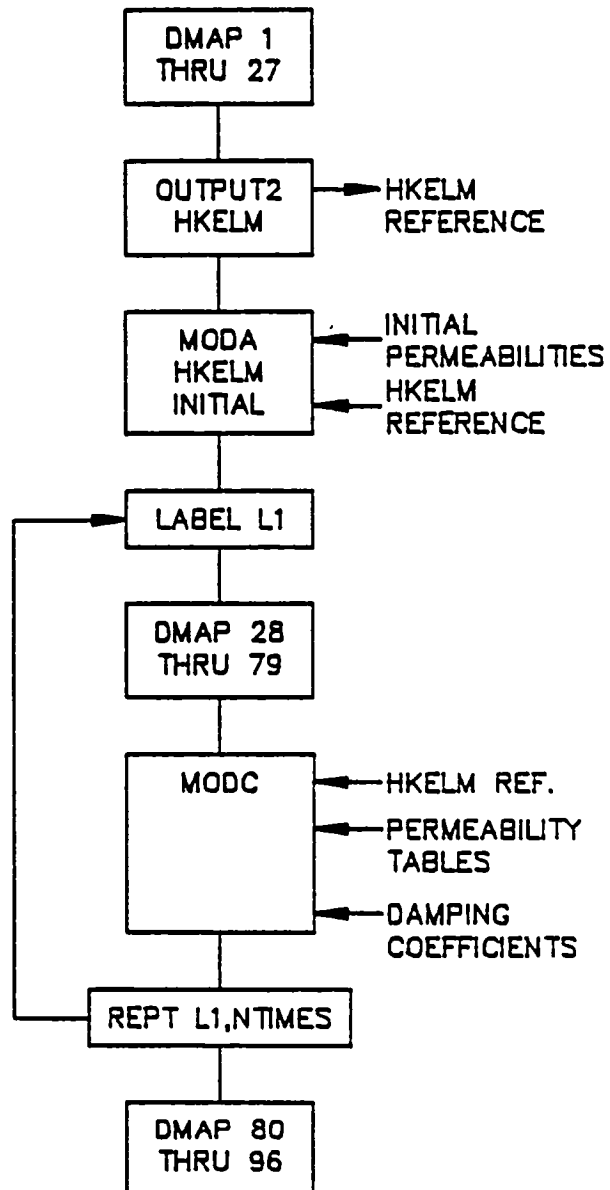 DMAP 1
THRU 27
OUTPUT2
HKELM
HKELM
REFERENCE
MODA
HKELM
INITIAL
INITIAL
PERMEABILITIES
HKELM
REFERENCE
LABEL L1
DMAP 28
THRU 79
MODC
HKELM REF.
PERMEABILITY
TABLES
DAMPING
COEFFICIENTS
REPT L1,NTIMES
DMAP 80
THRU 96